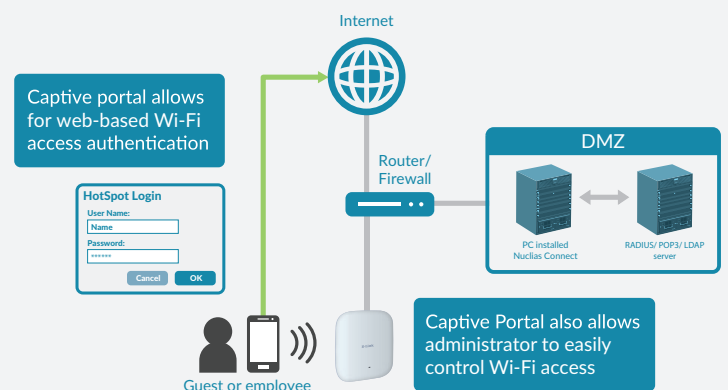 Internet
Captive portal allows
for web-based Wi-Fi
access authentication
Router/
Firewall
DMZ
PC installed
Nuclias Connect
RADIUS/ POP3/ LDAP
server
HotSpot Login
User Name:
Name
Password:
******
Cancel
OK
Captive Portal also allows
administrator to easily
control Wi-Fi access
Guest or employee